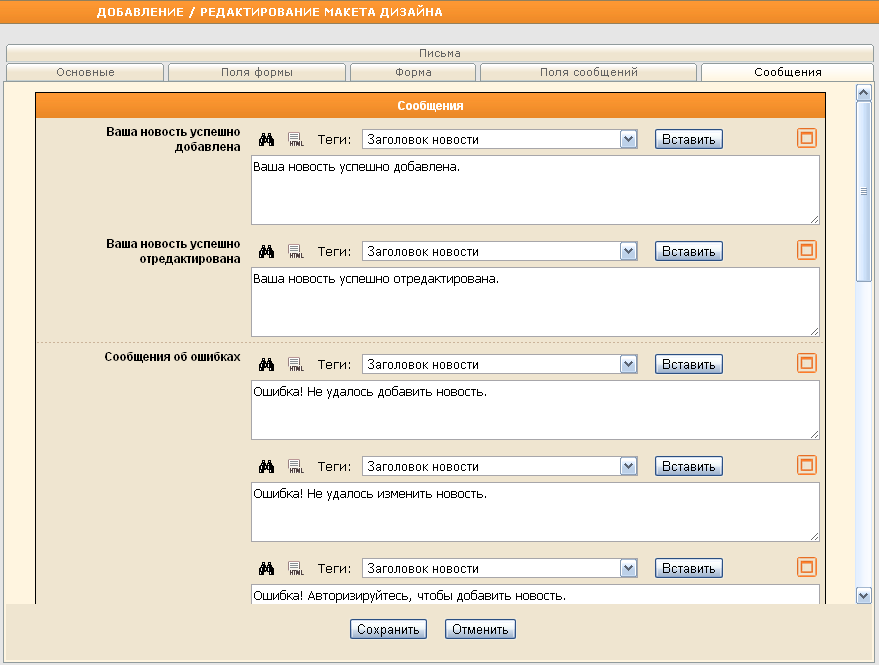 ДОБАВЛЕНИЕ / РЕДАКТИРОВАНИЕ МАКЕТА ДИЗАЙНА
Письма
Основные Поля формы Форма Поля сообщений Сообщения
Сообщения
Ваша новость успешно добавлена
HTML Теги: Заголовок новости Вставить
Ваша новость успешно добавлена.
Ваша новость успешно отредактирована
HTML Теги: Заголовок новости Вставить
Ваша новость успешно отредактирована.
Сообщения об ошибках
HTML Теги: Заголовок новости Вставить
Ошибка! Не удалось добавить новость.
HTML Теги: Заголовок новости Вставить
Ошибка! Не удалось изменить новость.
HTML Теги: Заголовок новости Вставить
Ошибка! Авторизируйтесь, чтобы добавить новость.
Сохранить Отменить